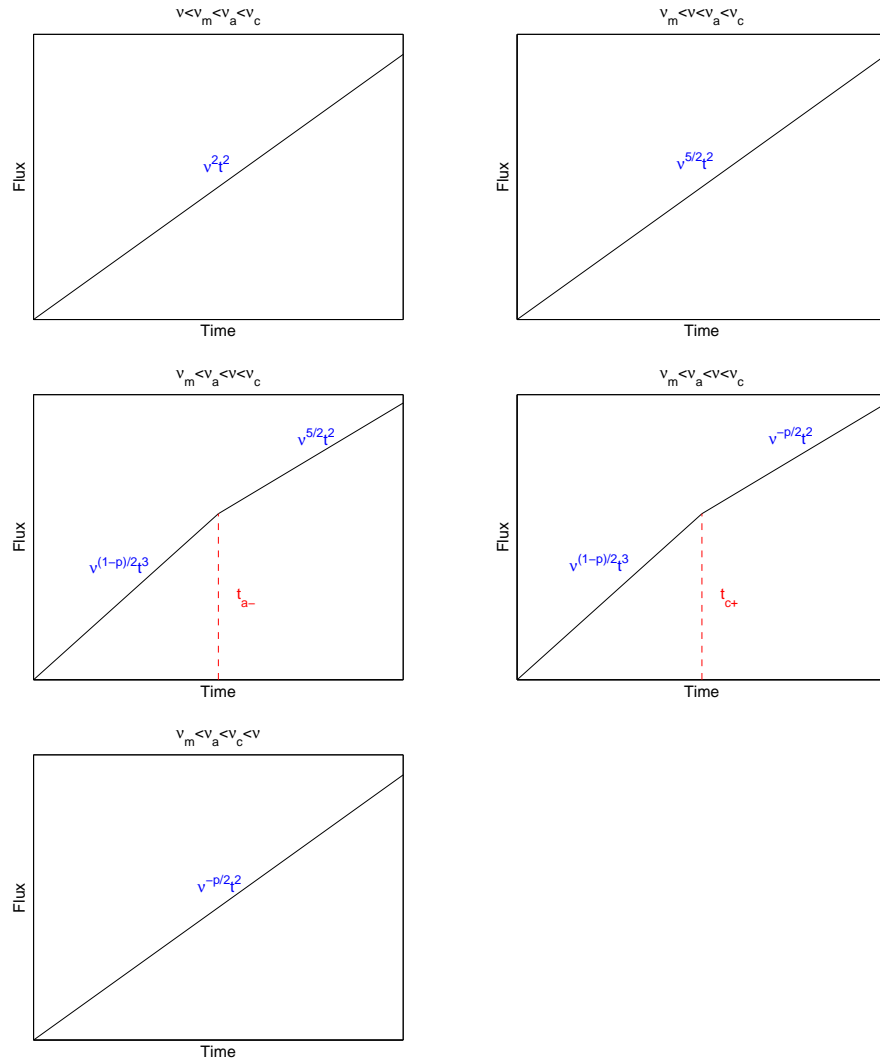 ν<ν_m<ν_a<ν_c
ν^2t^2
Flux
Time
ν_m<ν<ν_a<ν_c
ν^{5/2}t^2
Flux
Time
ν_m<ν_a<ν<ν_c
ν^{5/2}t^2
ν^{(1−p)/2}t^3
t_{a−}
Flux
Time
ν_m<ν_a<ν<ν_c
ν^{−p/2}t^2
ν^{(1−p)/2}t^3
t_{c+}
Flux
Time
ν_m<ν_a<ν_c<ν
ν^{−p/2}t^2
Flux
Time